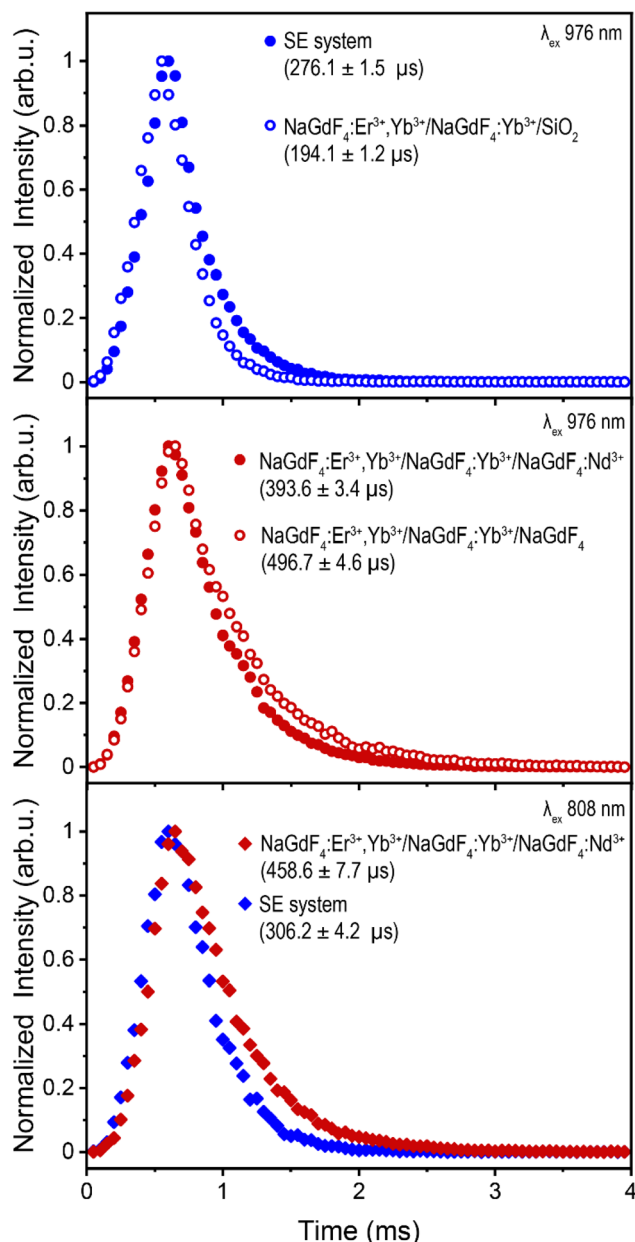 λex 976 nm
SE system
(276.1 ± 1.5 µs)
NaGdF₄:Er³⁺,Yb³⁺/NaGdF₄:Yb³⁺/SiO₂
(194.1 ± 1.2 µs)
Normalized Intensity (arb.u.)
1
0.8
0.6
0.4
0.2
0
λex 976 nm
NaGdF₄:Er³⁺,Yb³⁺/NaGdF₄:Yb³⁺/NaGdF₄:Nd³⁺
(393.6 ± 3.4 µs)
NaGdF₄:Er³⁺,Yb³⁺/NaGdF₄:Yb³⁺/NaGdF₄
(496.7 ± 4.6 µs)
Normalized Intensity (arb.u.)
1
0.8
0.6
0.4
0.2
0
λex 808 nm
NaGdF₄:Er³⁺,Yb³⁺/NaGdF₄:Yb³⁺/NaGdF₄:Nd³⁺
(458.6 ± 7.7 µs)
SE system
(306.2 ± 4.2 µs)
Normalized Intensity (arb.u.)
1
0.8
0.6
0.4
0.2
0
0 1 2 3 4
Time (ms)